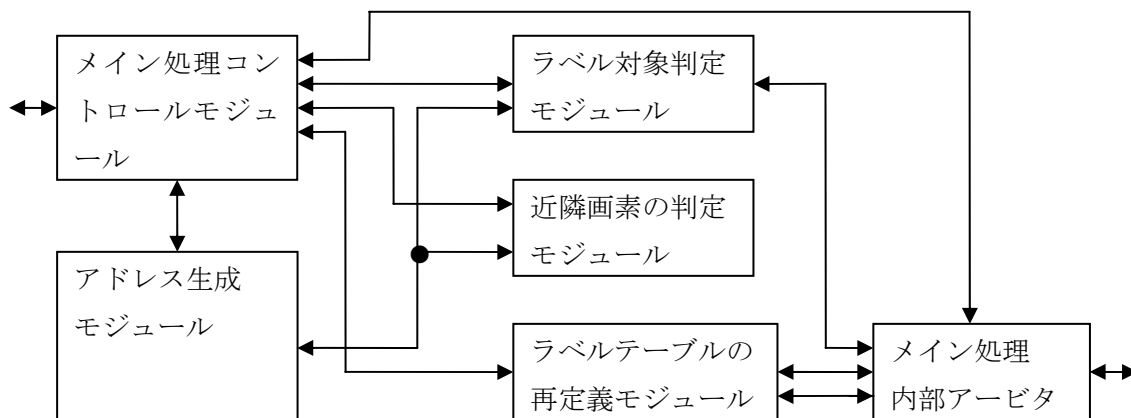 メイン処理コン
トロールモジュ
ール
ラベル対象判定
モジュール
近隣画素の判定
モジュール
アドレス生成
モジュール
ラベルテーブルの
再定義モジュール
メイン処理
内部アービタ